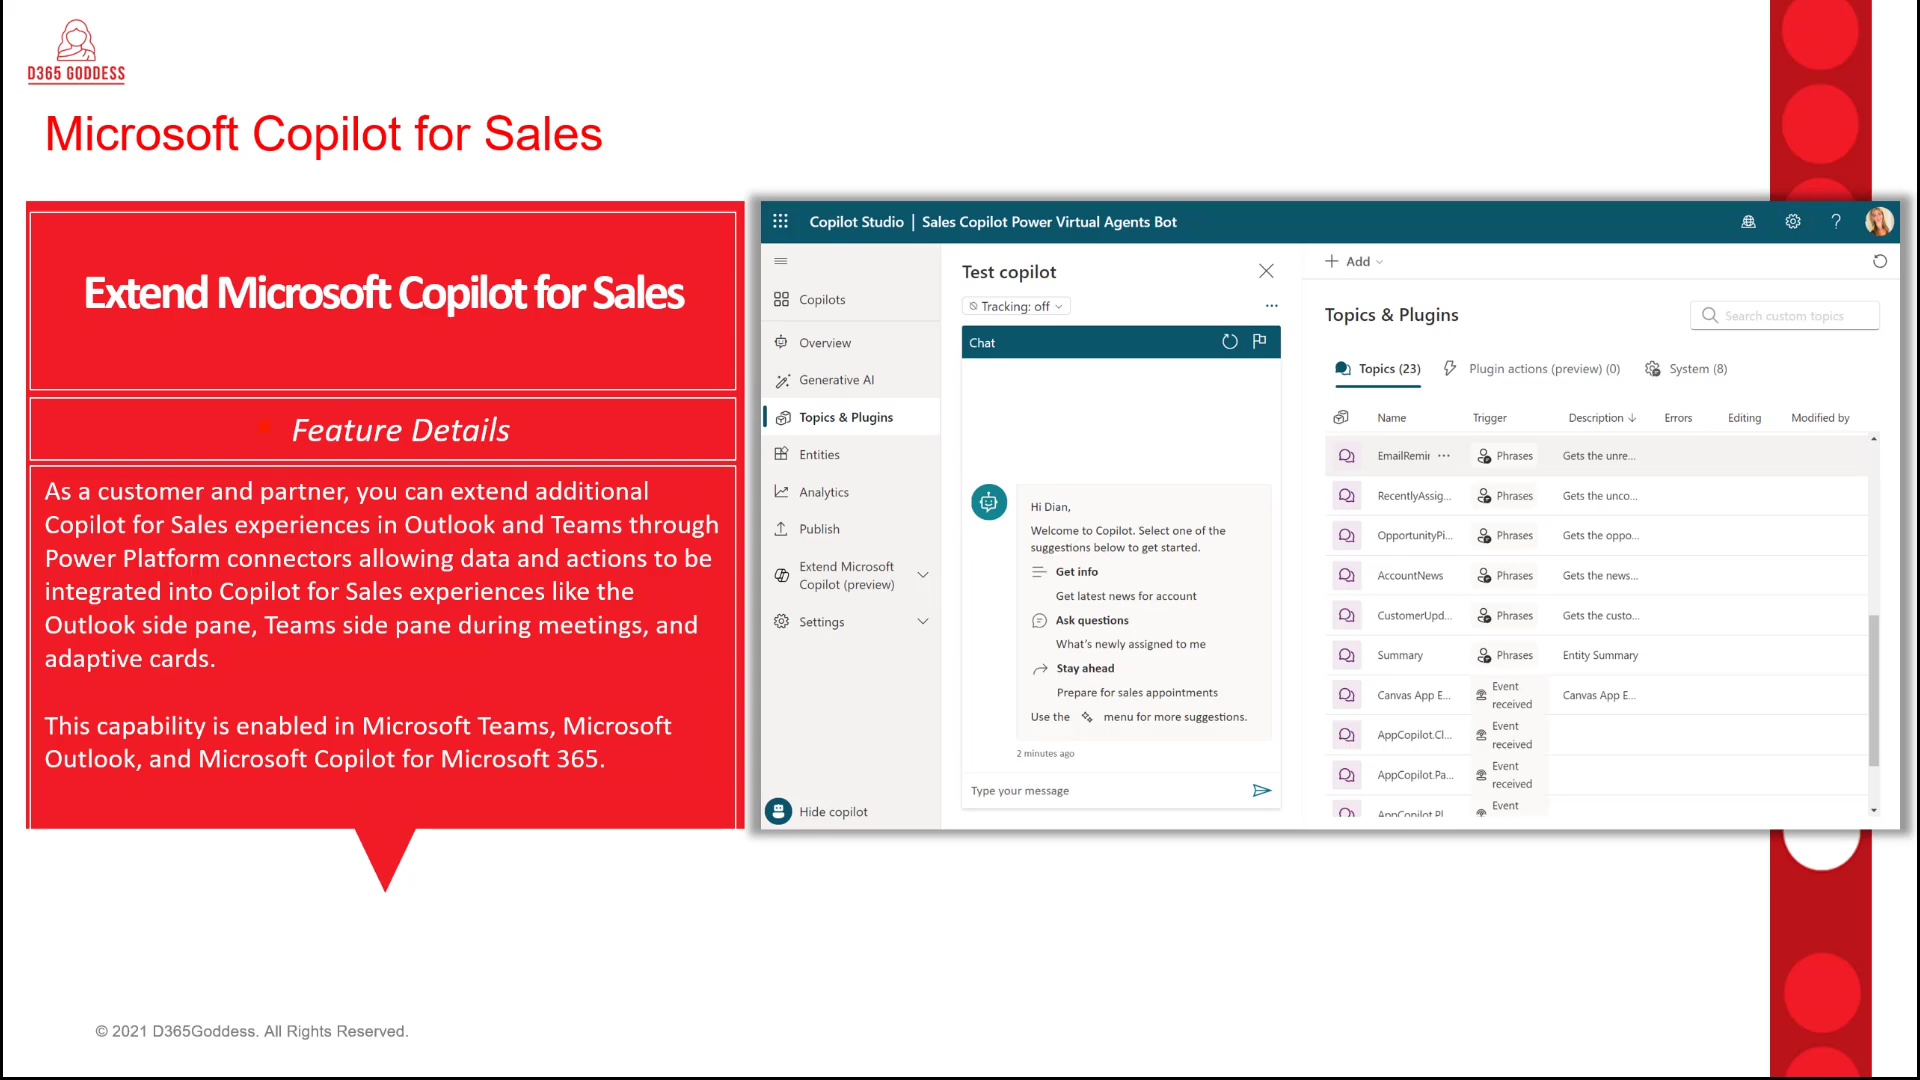 D365 GODDESS
Microsoft Copilot for Sales
Extend Microsoft Copilot for Sales
Feature Details
As a customer and partner, you can extend additional
Copilot for Sales experiences in Outlook and Teams through
Power Platform connectors allowing data and actions to be
integrated into Copilot for Sales experiences like the
Outlook side pane, Teams side pane during meetings, and
adaptive cards.
This capability is enabled in Microsoft Teams, Microsoft
Outlook, and Microsoft Copilot for Microsoft 365.
Copilot Studio | Sales Copilot Power Virtual Agents Bot
Copilots
Overview
Generative AI
Topics & Plugins
Entities
Analytics
Publish
Extend Microsoft
Copilot (preview)
Settings
Hide copilot
Test copilot
Tracking: off
Chat
Hi Dian,
Welcome to Copilot. Select one of the
suggestions below to get started.
Get info
Get latest news for account
Ask questions
What's newly assigned to me
Stay ahead
Prepare for sales appointments
Use the menu for more suggestions.
2 minutes ago
Type your message
+ Add
Topics & Plugins
Search custom topics
Topics (23) Plugin actions (preview) (0) System (8)
Name Trigger Description ↓ Errors Editing Modified by
EmailRemir ··· Phrases Gets the unre...
RecentlyAssig... Phrases Gets the unco...
OpportunityPi... Phrases Gets the oppo...
AccountNews Phrases Gets the news...
CustomerUpd... Phrases Gets the custo...
Summary Phrases Entity Summary
Canvas App E... Event received Canvas App E...
AppCopilot.Cl... Event received
AppCopilot.Pa... Event received
AppCopilot.Pl... Event
© 2021 D365Goddess. All Rights Reserved.